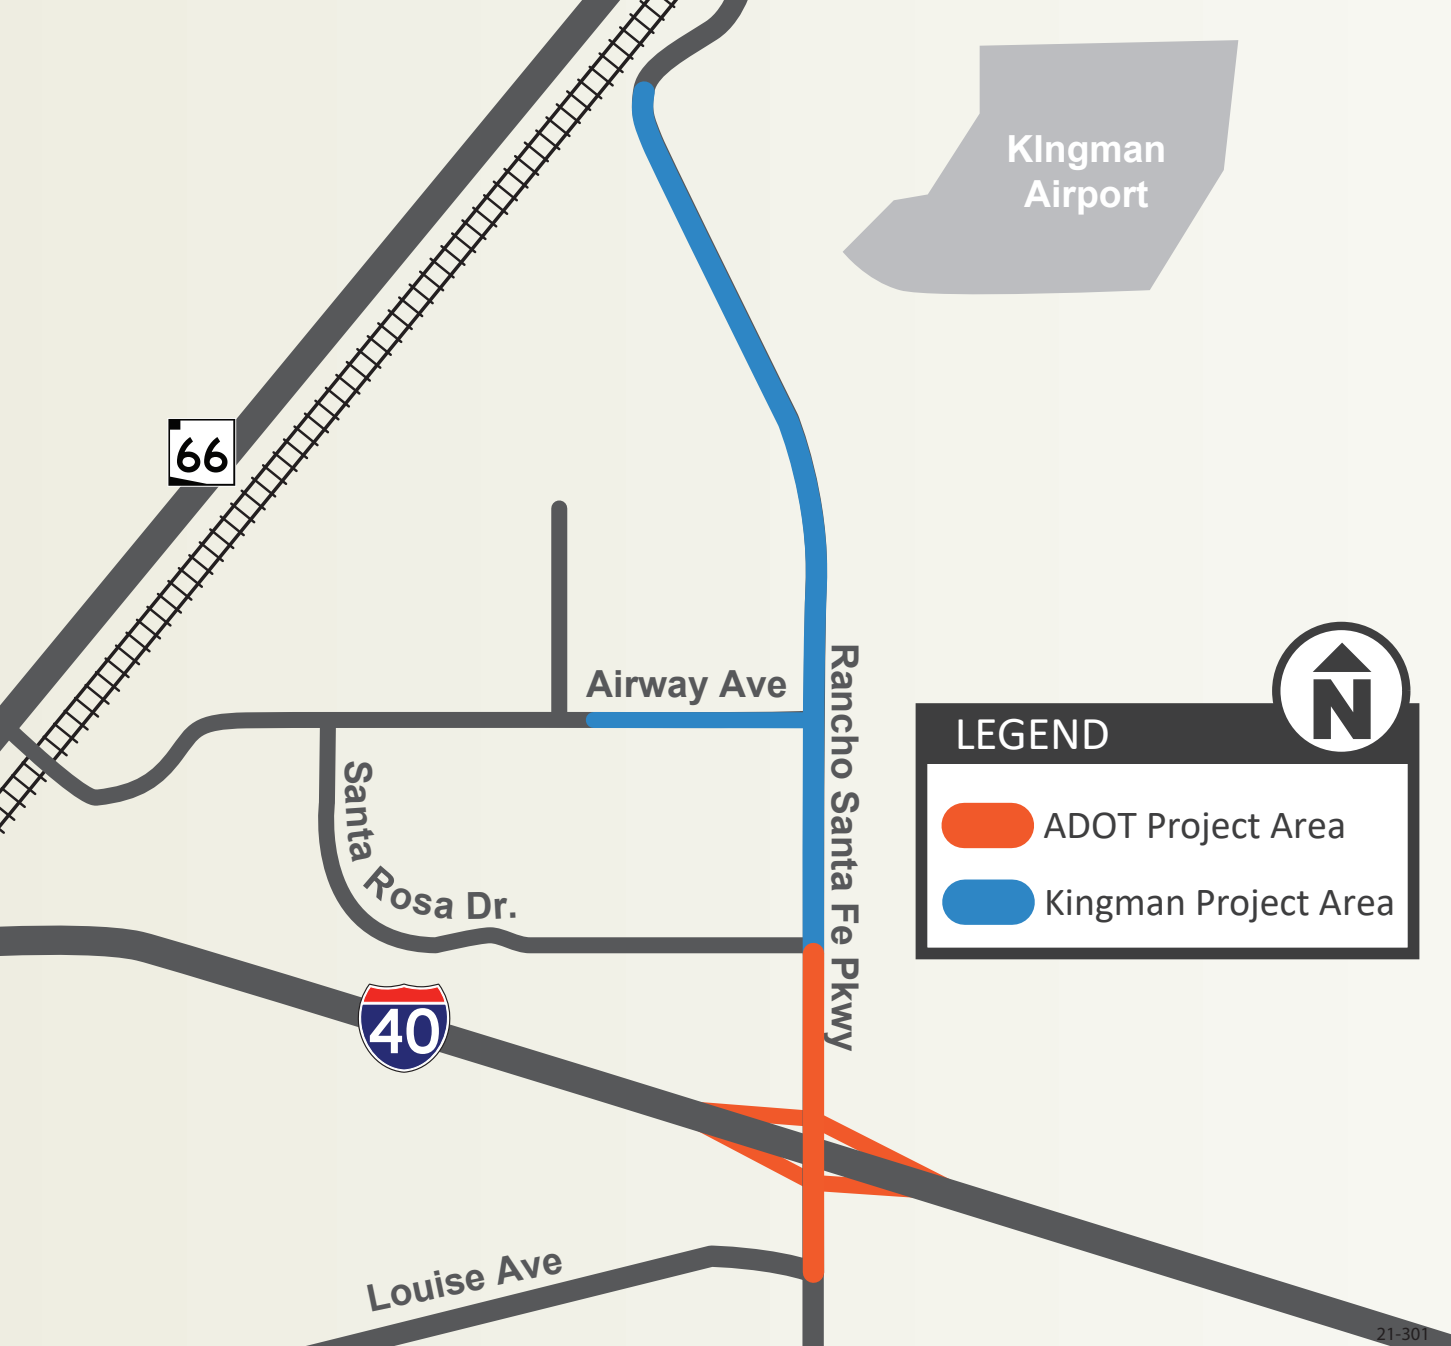 KIngman
Airport
66
Airway Ave
Rancho Santa Fe Pkwy
N
LEGEND
ADOT Project Area
Kingman Project Area
Santa Rosa Dr.
40
Louise Ave
21-301